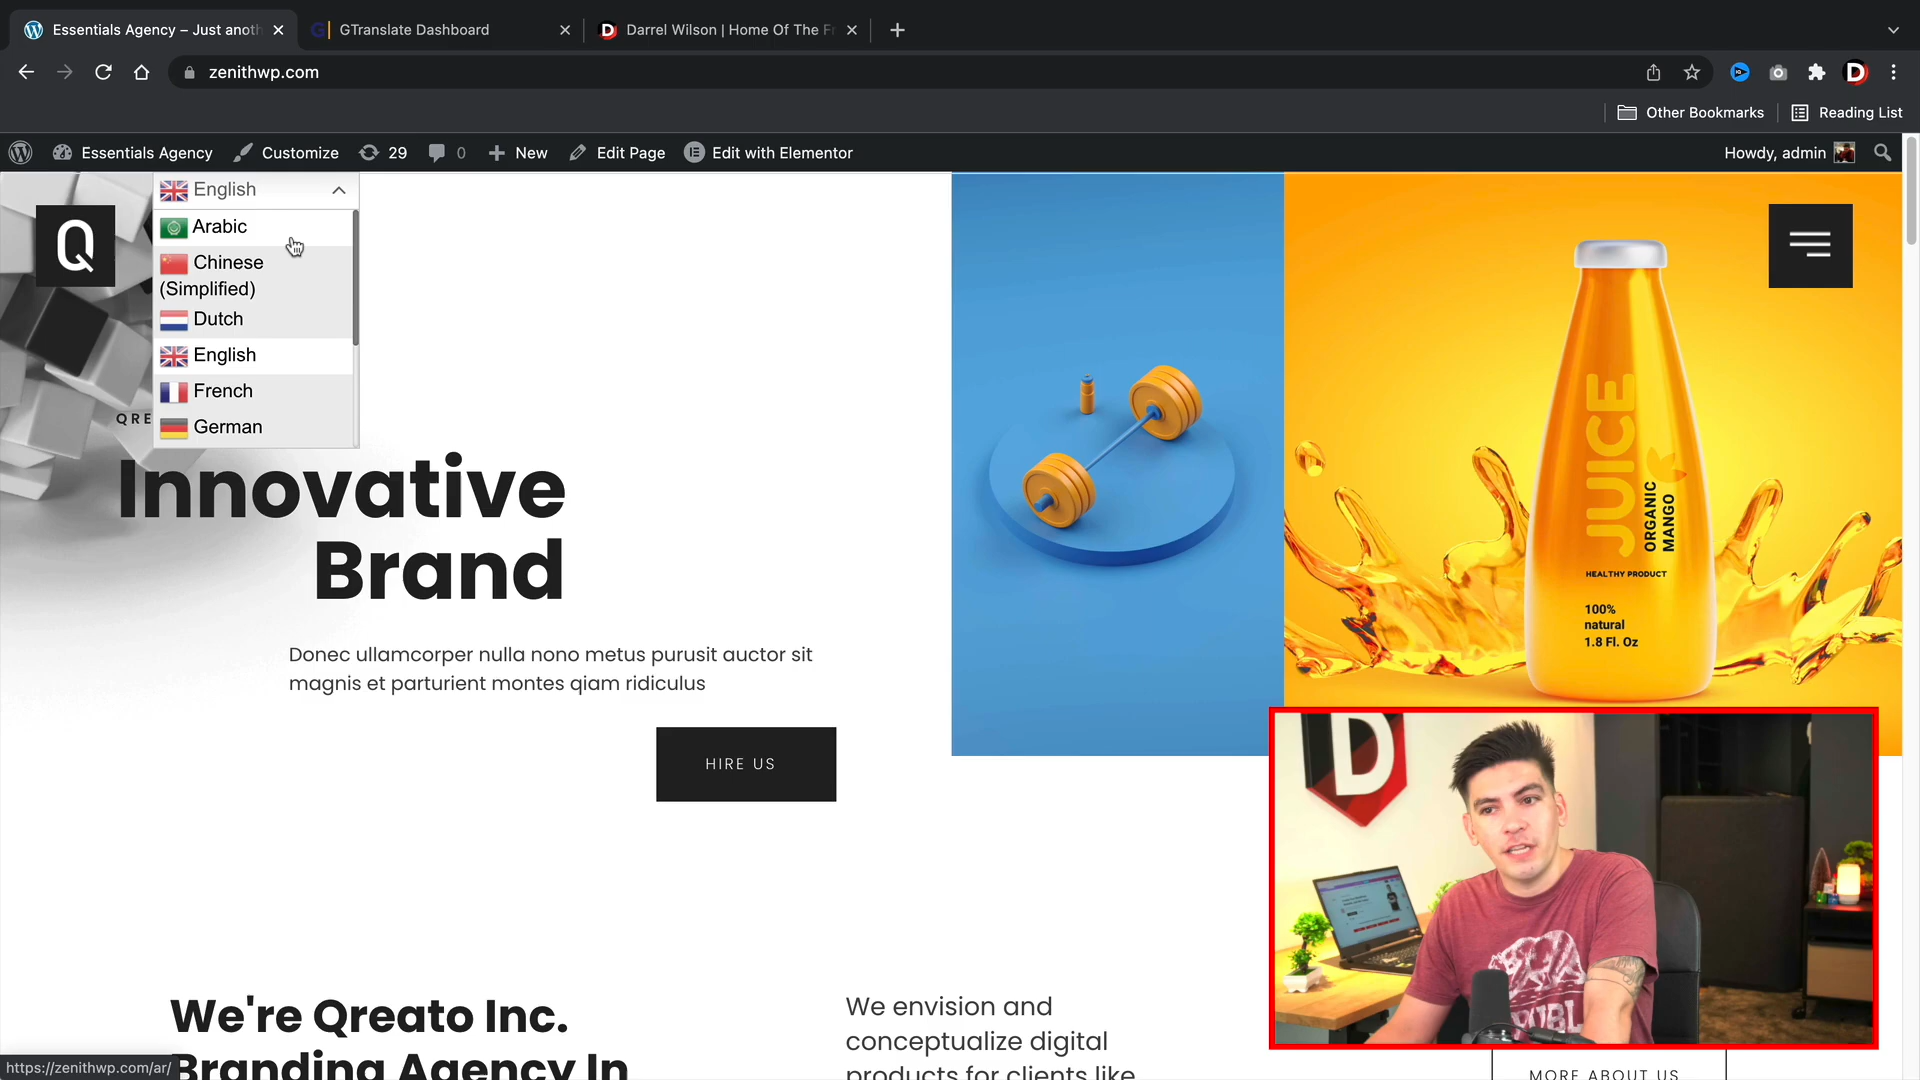 Essentials Agency – Just anoth
GTranslate Dashboard
Darrel Wilson | Home Of The Fr
zenithwp.com
Other Bookmarks
Reading List
Essentials Agency
Customize
29
0
New
Edit Page
Edit with Elementor
Howdy, admin
English
Arabic
Chinese
(Simplified)
Dutch
English
French
German
Q
QRE
Innovative
Brand
Donec ullamcorper nulla nono metus purusit auctor sit
magnis et parturient montes qiam ridiculus
HIRE US
JUICE
ORGANIC
MANGO
HEALTHY PRODUCT
100%
natural
1.8 Fl. Oz
D
We're Qreato Inc.
Branding Agency In
We envision and
conceptualize digital
products for clients like
MORE ABOUT US
https://zenithwp.com/ar/